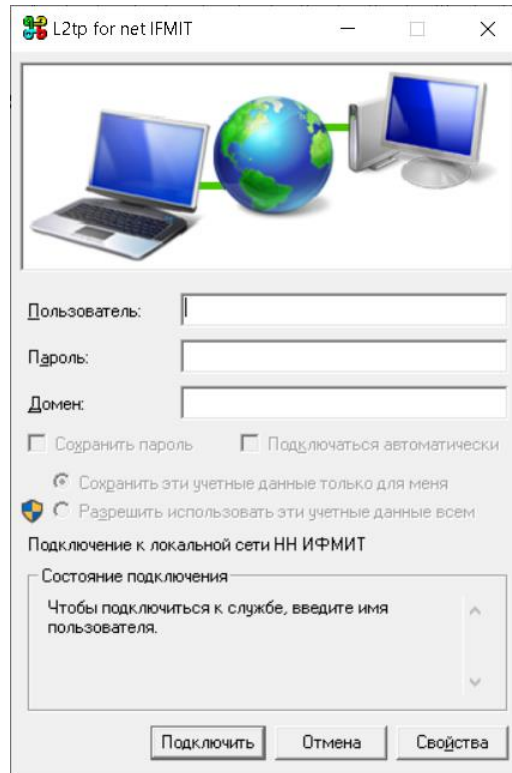 L2tp for net IFMIT
Пользователь:
Пароль:
Домен:
Сохранить пароль Подключаться автоматически
Сохранить эти учетные данные только для меня
Разрешить использовать эти учетные данные всем
Подключение к локальной сети НН ИФМИТ
Состояние подключения
Чтобы подключиться к службе, введите имя
пользователя.
Подключить Отмена Свойства